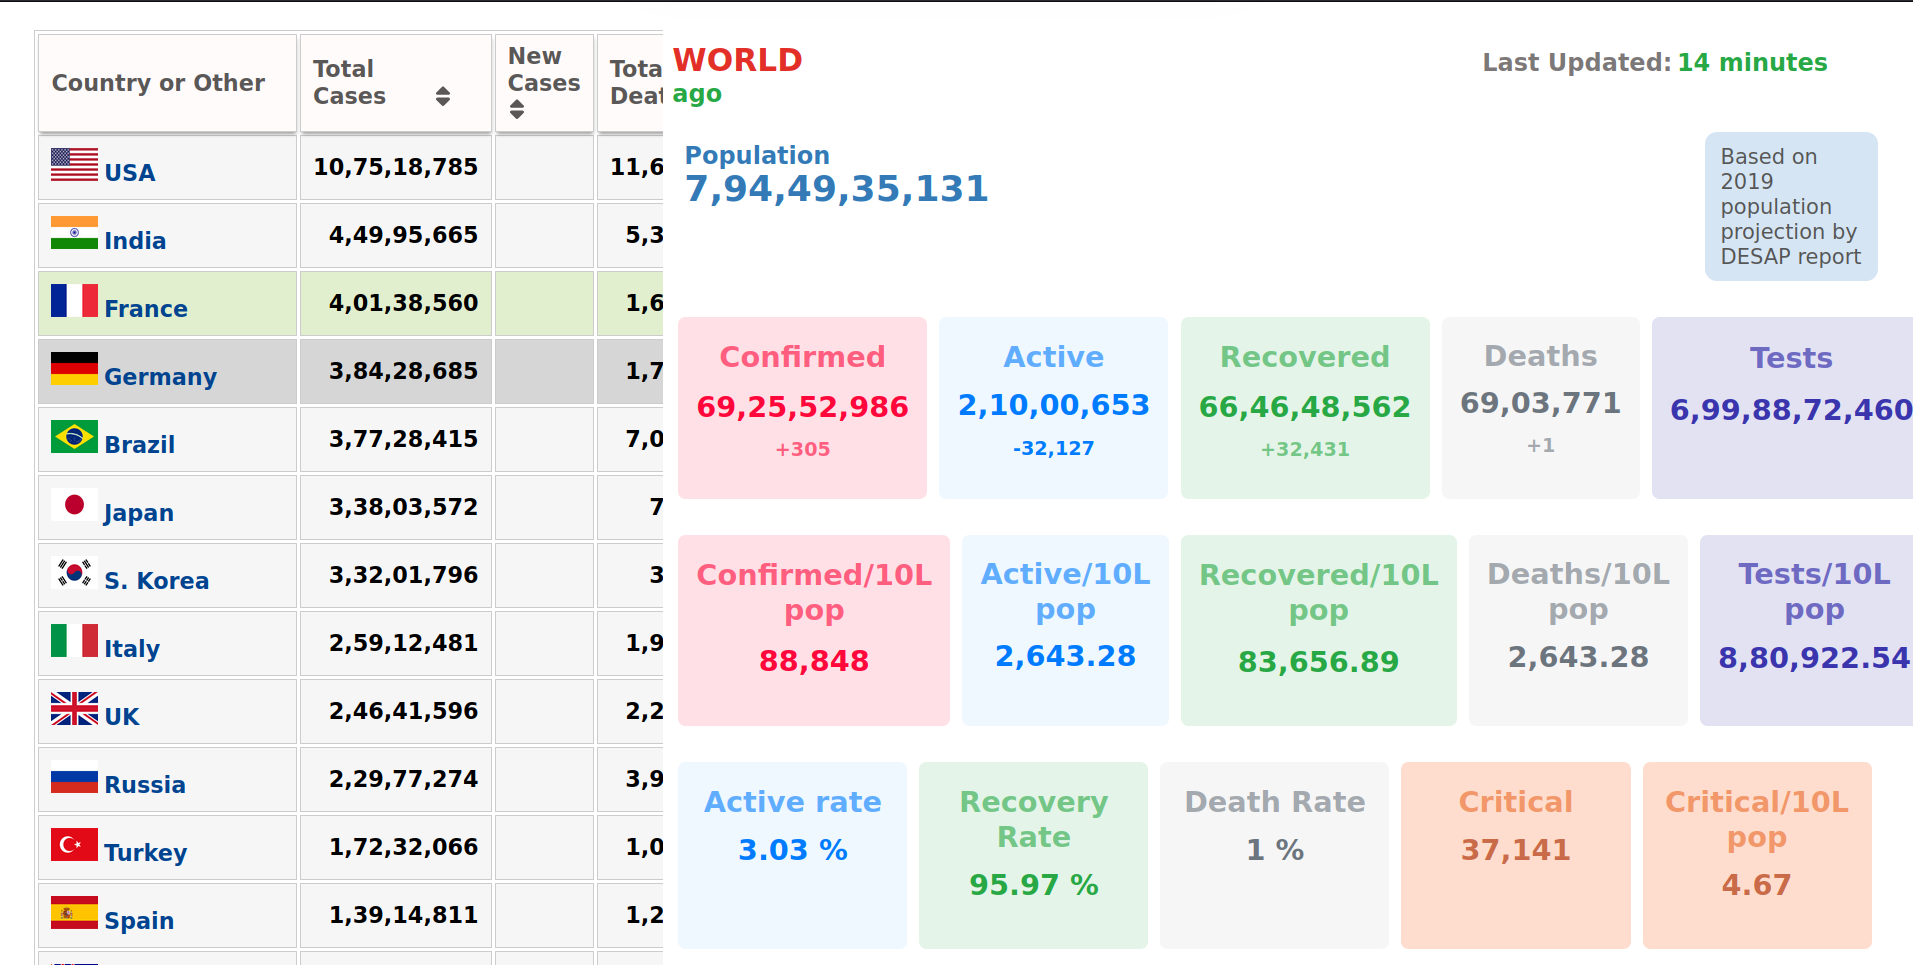 Country or Other
Total
Cases
New
Cases
Tota
Deat
USA 10,75,18,785 11,6
India 4,49,95,665 5,3
France 4,01,38,560 1,6
Germany 3,84,28,685 1,7
Brazil 3,77,28,415 7,0
Japan 3,38,03,572 7
S. Korea 3,32,01,796 3
Italy 2,59,12,481 1,9
UK 2,46,41,596 2,2
Russia 2,29,77,274 3,9
Turkey 1,72,32,066 1,0
Spain 1,39,14,811 1,2
WORLD
Last Updated: 14 minutes
ago
Population
7,94,49,35,131
Based on
2019
population
projection by
DESAP report
Confirmed
69,25,52,986
+305
Active
2,10,00,653
-32,127
Recovered
66,46,48,562
+32,431
Deaths
69,03,771
+1
Tests
6,99,88,72,460
Confirmed/10L
pop
88,848
Active/10L
pop
2,643.28
Recovered/10L
pop
83,656.89
Deaths/10L
pop
2,643.28
Tests/10L
pop
8,80,922.54
Active rate
3.03 %
Recovery
Rate
95.97 %
Death Rate
1 %
Critical
37,141
Critical/10L
pop
4.67